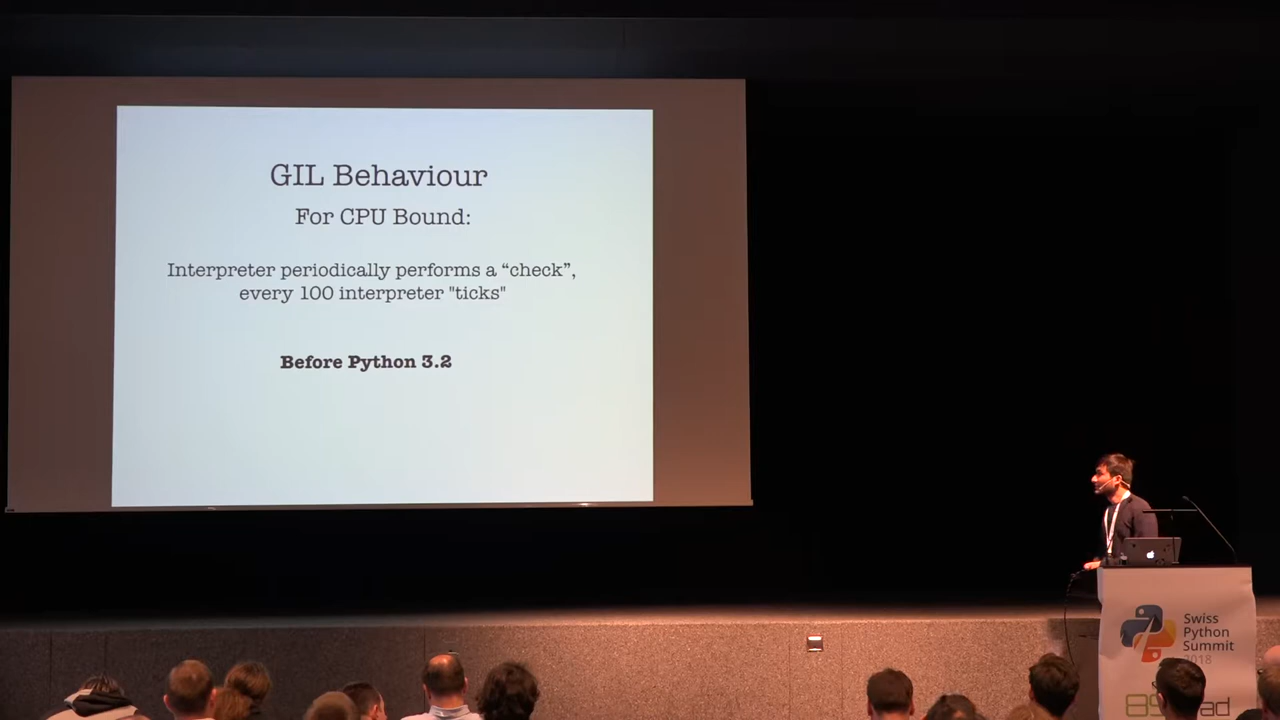 GIL Behaviour
For CPU Bound:
Interpreter periodically performs a “check”,
every 100 interpreter "ticks"
Before Python 3.2
Swiss
Python
Summit
2018